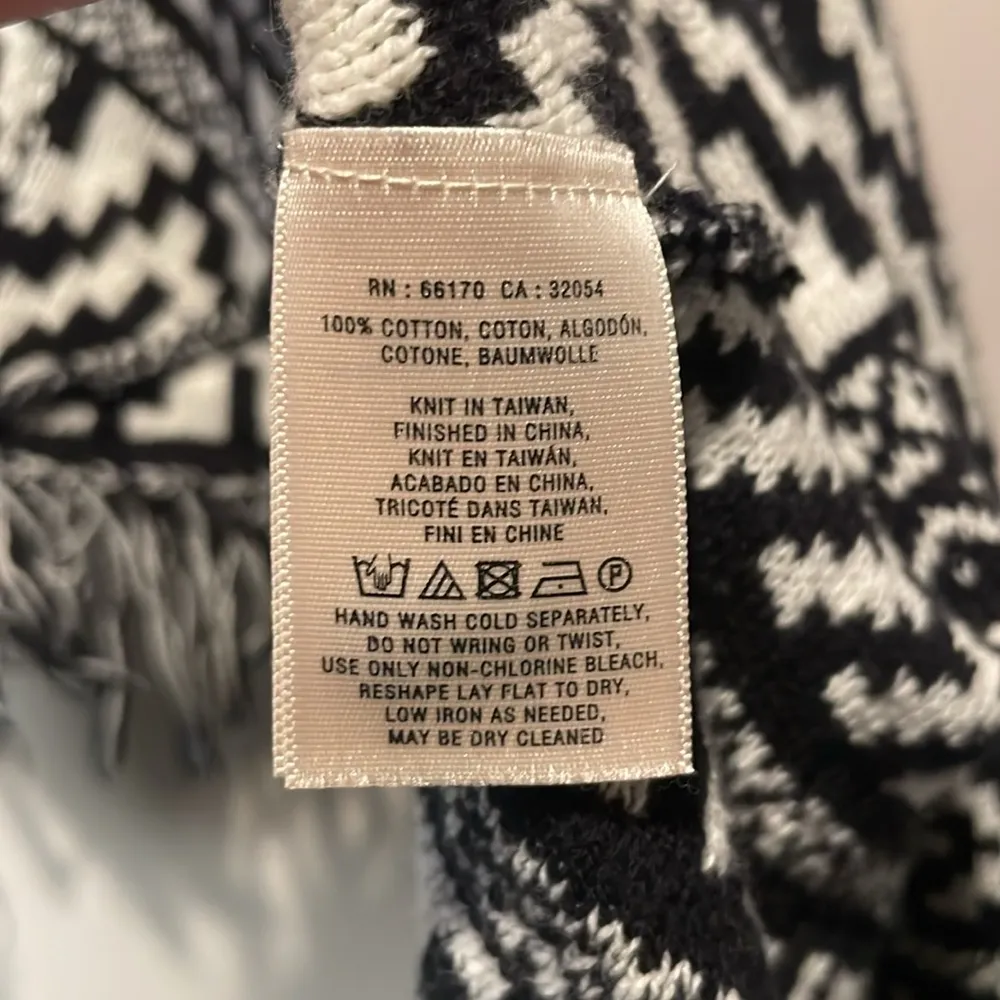 RN : 66170 CA : 32054
100% COTTON, COTON, ALGODÓN,
COTONE, BAUMWOLLE
KNIT IN TAIWAN,
FINISHED IN CHINA,
KNIT EN TAIWÁN,
ACABADO EN CHINA,
TRICOTÉ DANS TAIWAN,
FINI EN CHINE
P
HAND WASH COLD SEPARATELY,
DO NOT WRING OR TWIST,
USE ONLY NON-CHLORINE BLEACH,
RESHAPE LAY FLAT TO DRY,
LOW IRON AS NEEDED,
MAY BE DRY CLEANED